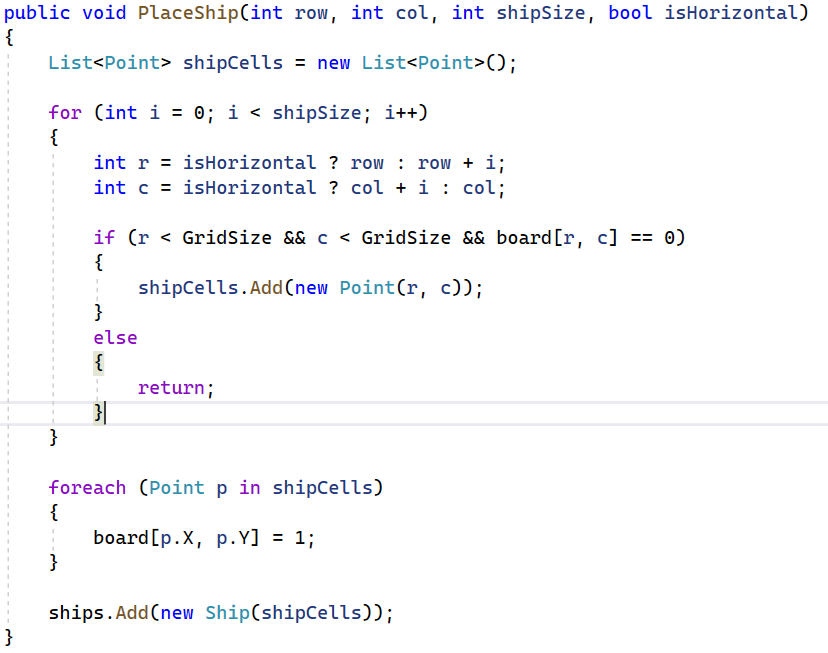 public void PlaceShip(int row, int col, int shipSize, bool isHorizontal)
{
    List<Point> shipCells = new List<Point>();

    for (int i = 0; i < shipSize; i++)
    {
        int r = isHorizontal ? row : row + i;
        int c = isHorizontal ? col + i : col;

        if (r < GridSize && c < GridSize && board[r, c] == 0)
        {
            shipCells.Add(new Point(r, c));
        }
        else
        {
            return;
        }
    }

    foreach (Point p in shipCells)
    {
        board[p.X, p.Y] = 1;
    }

    ships.Add(new Ship(shipCells));
}